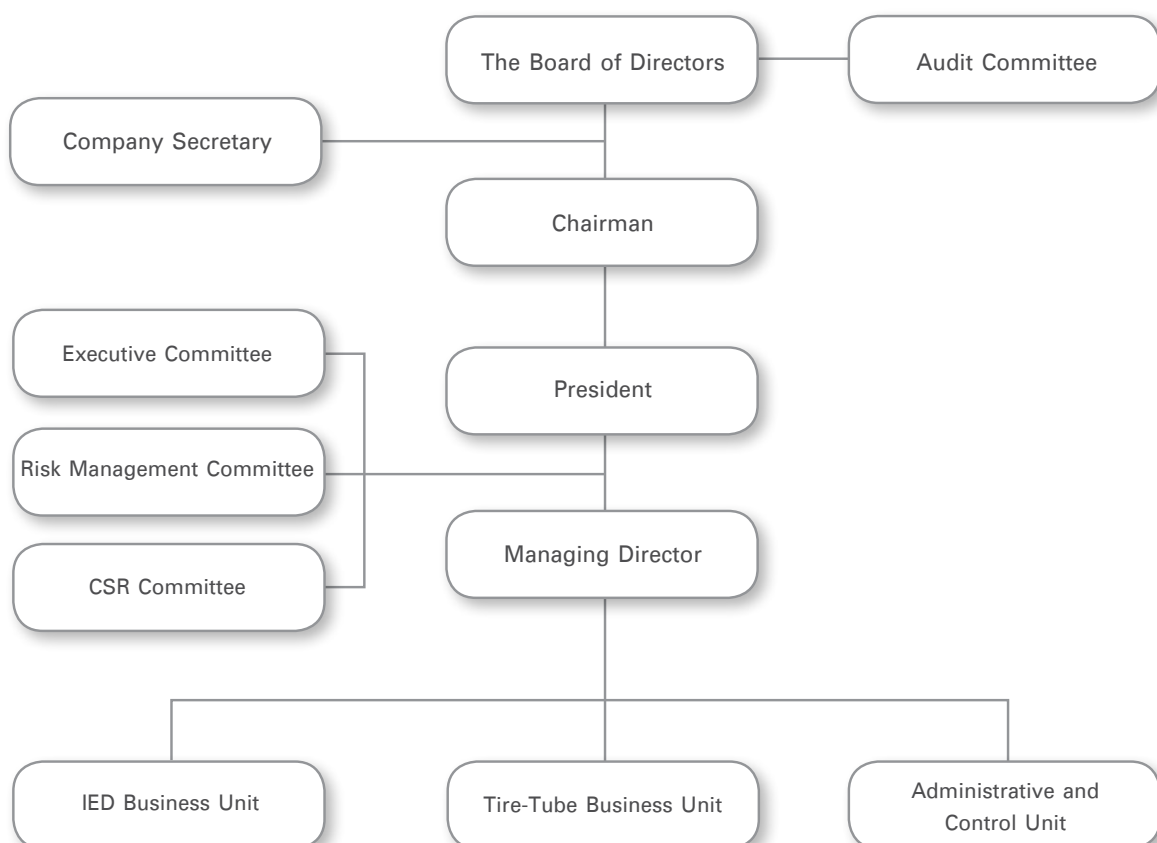 The Board of Directors
Audit Committee
Company Secretary
Chairman
Executive Committee
President
Risk Management Committee
Managing Director
CSR Committee
IED Business Unit
Tire-Tube Business Unit
Administrative and
Control Unit